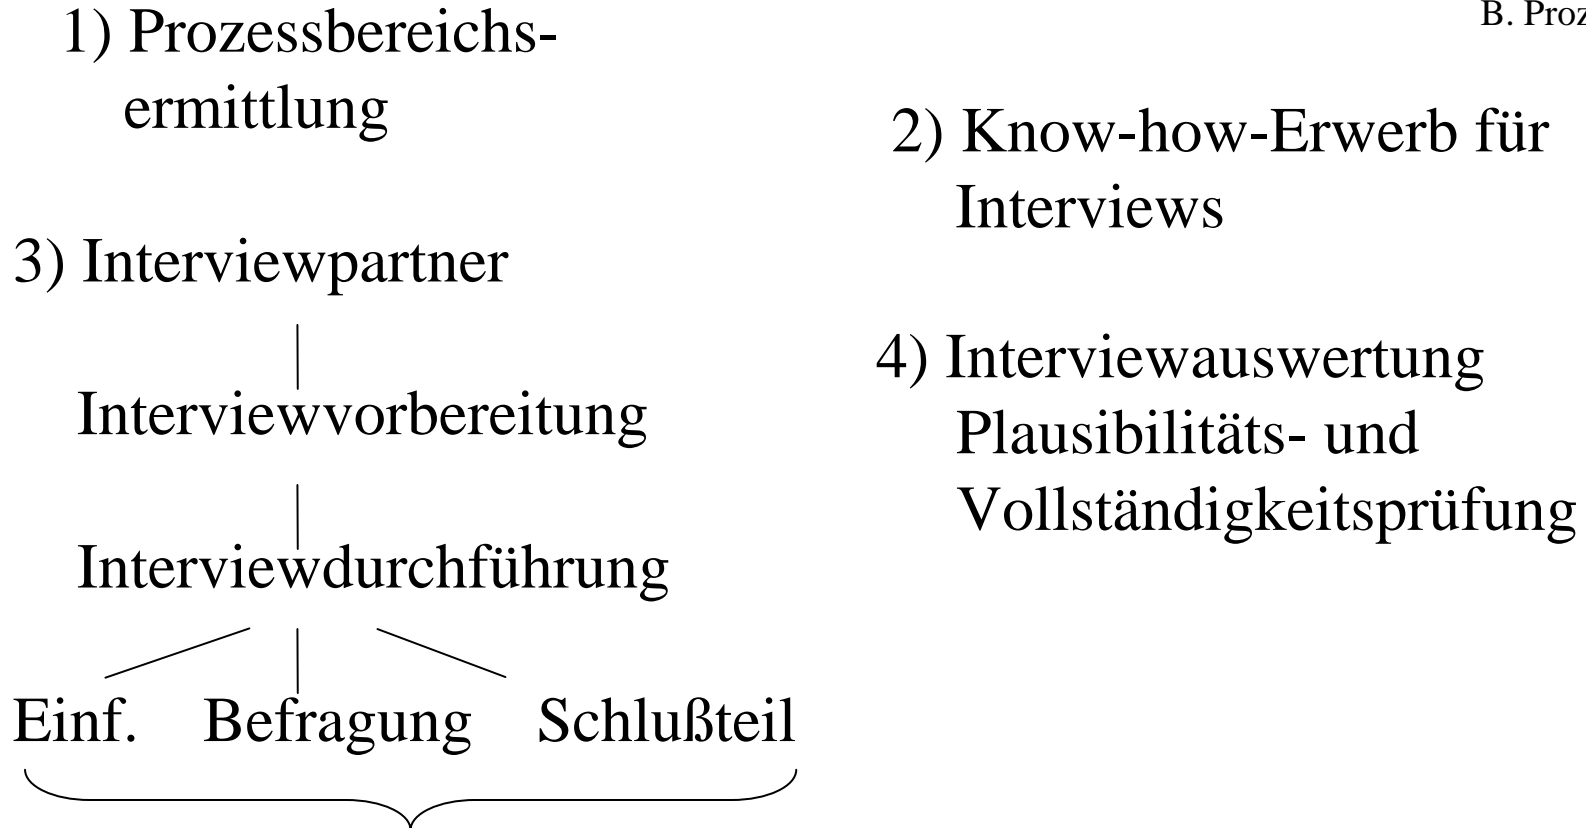 B. Proz
1) Prozessbereichs-
ermittlung
2) Know-how-Erwerb für
Interviews
3) Interviewpartner
Interviewvorbereitung
Interviewdurchführung
Einf. Befragung Schlußteil
4) Interviewauswertung
Plausibilitäts- und
Vollständigkeitsprüfung